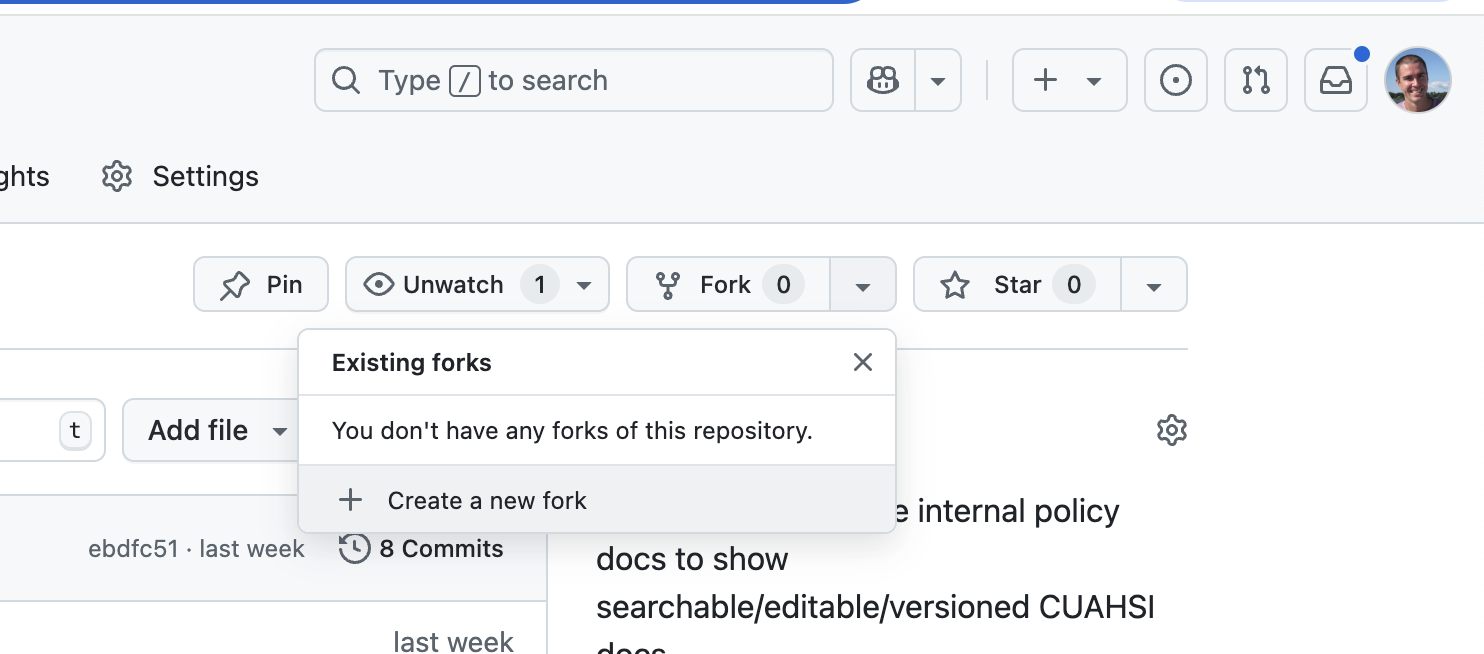 Type / to search
ghts
Settings
Pin
Unwatch 1
Fork 0
Star 0
Existing forks
You don't have any forks of this repository.
Create a new fork
t
Add file
ebdfc51 · last week
8 Commits
last week
e internal policy
docs to show
searchable/editable/versioned CUAHSI
docs